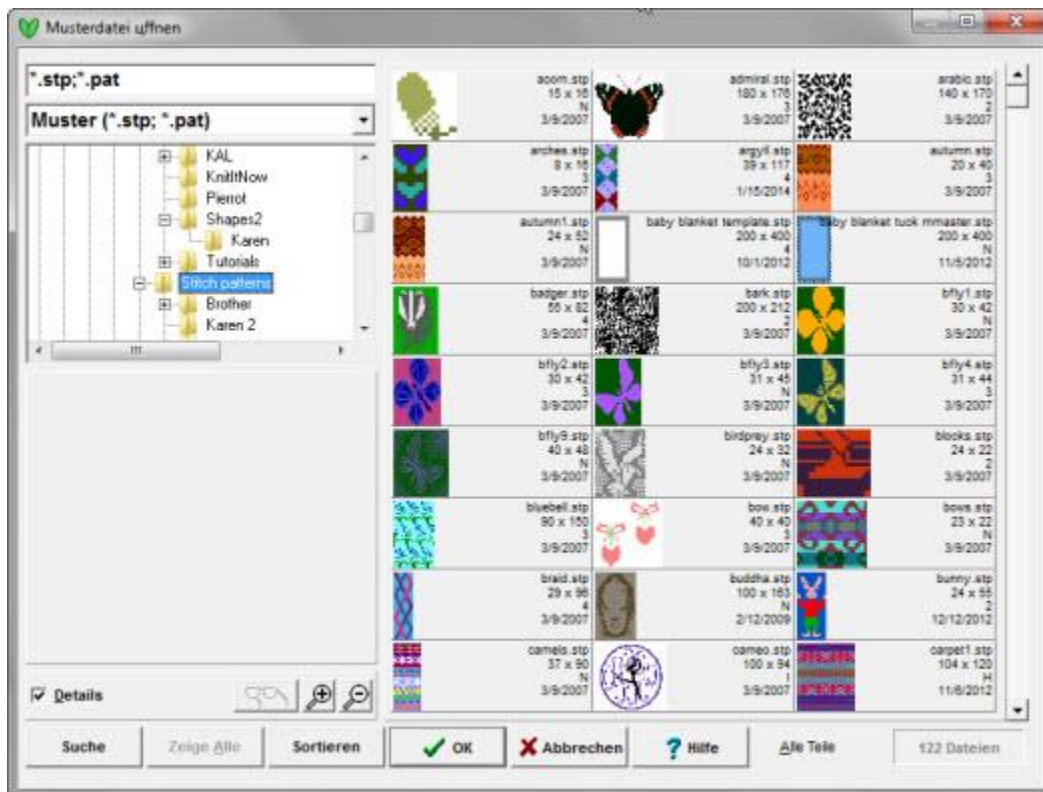 Musterdatei цffnen
*.stp;*.pat
Muster (*.stp; *.pat)
KAL
KnitItNow
Pierrot
Shapes2
Karen
Tutorials
Stitch patterns
Brother
Karen 2
Details
acorn.stp
15 x 16
N
3/9/2007
admiral.stp
180 x 176
3
3/9/2007
arabic.stp
140 x 170
2
3/9/2007
arches.stp
8 x 16
3
3/9/2007
argyll.stp
39 x 117
4
1/15/2014
autumn.stp
20 x 40
3
3/9/2007
autumn1.stp
24 x 52
3
3/9/2007
baby blanket template.stp
200 x 400
4
10/1/2012
baby blanket tuck mmaster.stp
200 x 400
N
11/5/2012
badger.stp
55 x 82
4
3/9/2007
bark.stp
200 x 212
2
3/9/2007
bfly1.stp
30 x 42
N
3/9/2007
bfly2.stp
30 x 42
3
3/9/2007
bfly3.stp
31 x 45
N
3/9/2007
bfly4.stp
31 x 44
3
3/9/2007
bfly9.stp
40 x 48
N
3/9/2007
birdprey.stp
24 x 32
N
3/9/2007
blocks.stp
24 x 22
2
3/9/2007
bluebell.stp
90 x 150
3
3/9/2007
bow.stp
40 x 40
3
3/9/2007
bows.stp
23 x 22
N
3/9/2007
braid.stp
29 x 96
4
3/9/2007
buddha.stp
100 x 163
N
2/12/2009
bunny.stp
24 x 55
2
12/12/2012
camels.stp
37 x 90
N
3/9/2007
cameo.stp
100 x 94
I
3/9/2007
carpet1.stp
104 x 120
H
11/6/2012
Suche
Zeige Alle
Sortieren
OK
Abbrechen
Hilfe
Alle Teile
122 Dateien